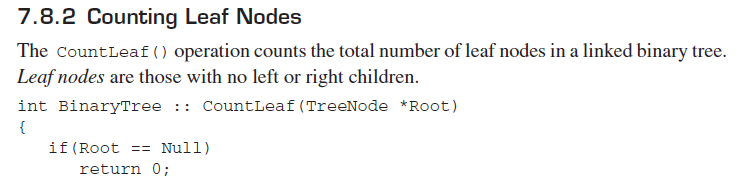 7.8.2 Counting Leaf Nodes
The CountLeaf() operation counts the total number of leaf nodes in a linked binary tree.
Leaf nodes are those with no left or right children.
int BinaryTree :: CountLeaf(TreeNode *Root)
{
if(Root == Null)
return 0;